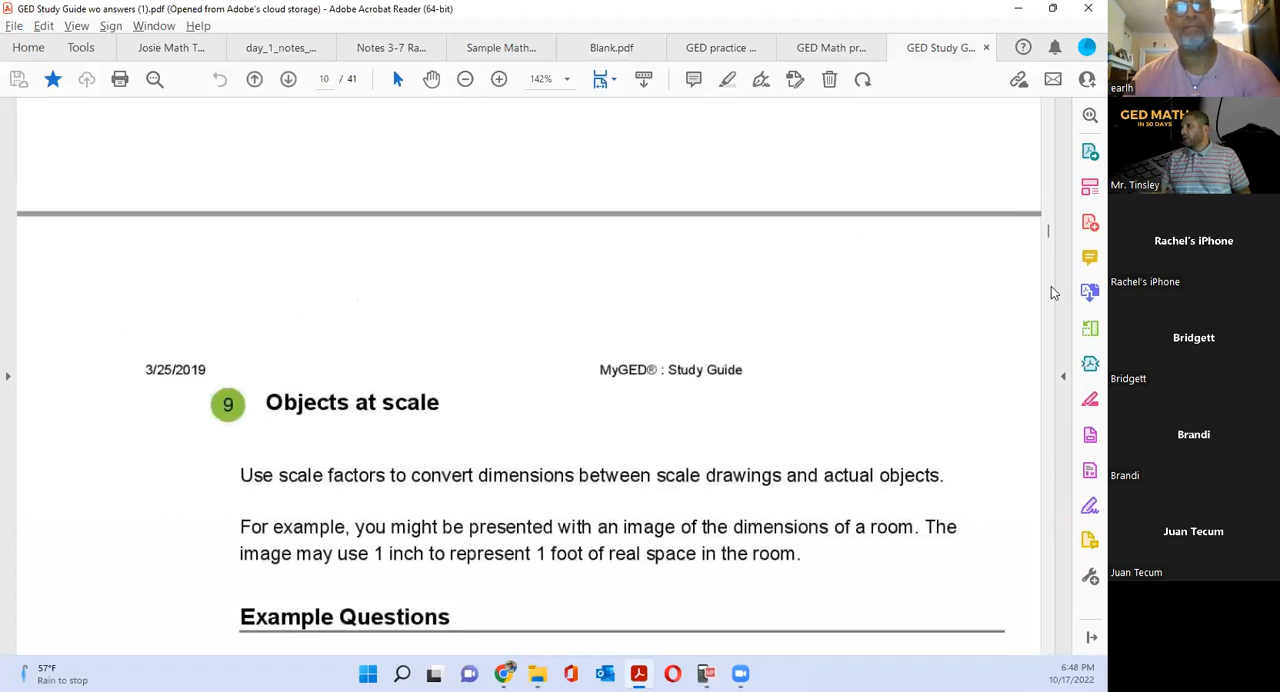 GED Study Guide wo answers (1).pdf (Opened from Adobe's cloud storage) - Adobe Acrobat Reader (64-bit)
File Edit View Sign Window Help
Home Tools Josie Math T... day_1_notes_... Notes 3-7 Ra... Sample Math... Blank.pdf GED practice ... GED Math pr... GED Study G... ×
10 / 41 142%
3/25/2019 MyGED® : Study Guide
9 Objects at scale
Use scale factors to convert dimensions between scale drawings and actual objects.
For example, you might be presented with an image of the dimensions of a room. The
image may use 1 inch to represent 1 foot of real space in the room.
Example Questions
earlh
GED MATH
IN 30 DAYS
Mr. Tinsley
Rachel's iPhone
Rachel's iPhone
Bridgett
Bridgett
Brandi
Brandi
Juan Tecum
Juan Tecum
57°F
Rain to stop
6:48 PM
10/17/2022